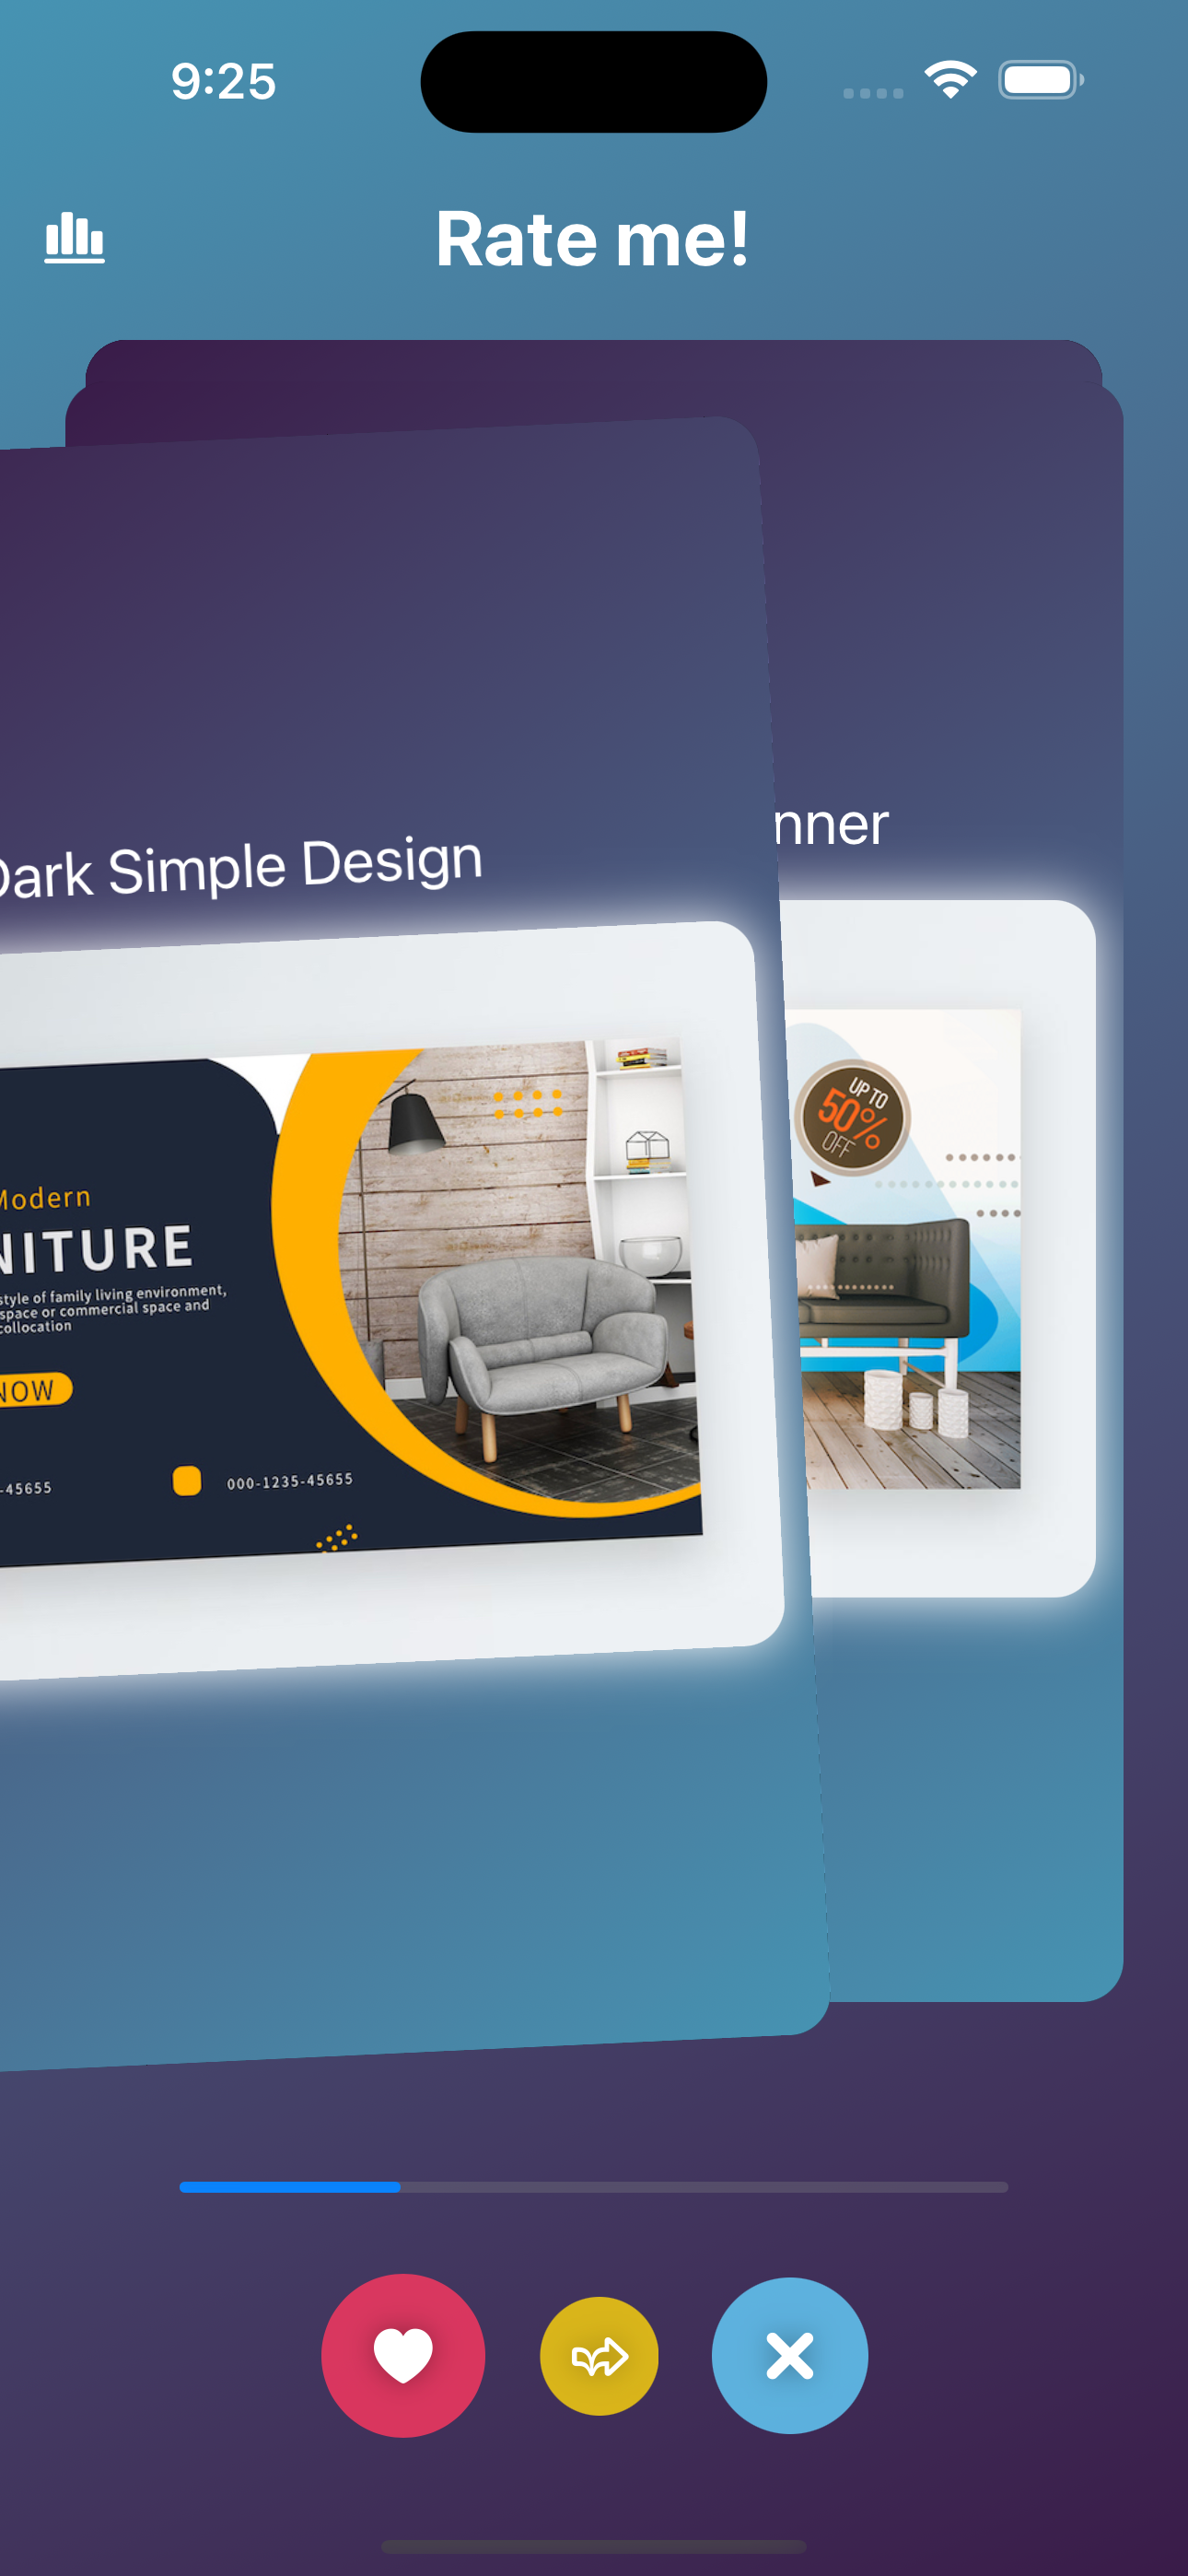 9:25
Rate me!
Dark Simple Design
nner
Modern
NITURE
style of family living environment,
space or commercial space and
collocation
NOW
-45655
000-1235-45655
UP TO
50%
OFF